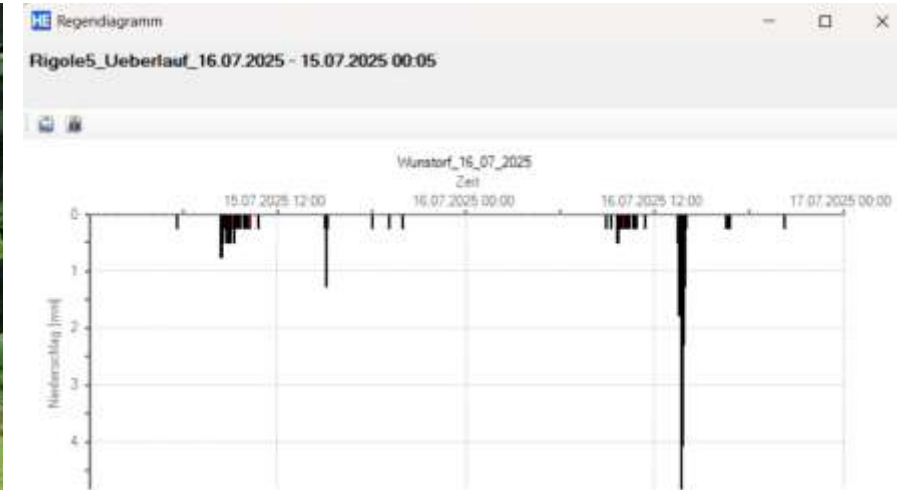 HE Regendiagramm
Rigole5_Ueberlauf_16.07.2025 - 15.07.2025 00:05
Wunstorf_16_07_2025
Zeit
15.07.2025 12:00 16.07.2025 00:00 16.07.2025 12:00 17.07.2025 00:00
0
1
2
3
4
Niederschlag [mm]